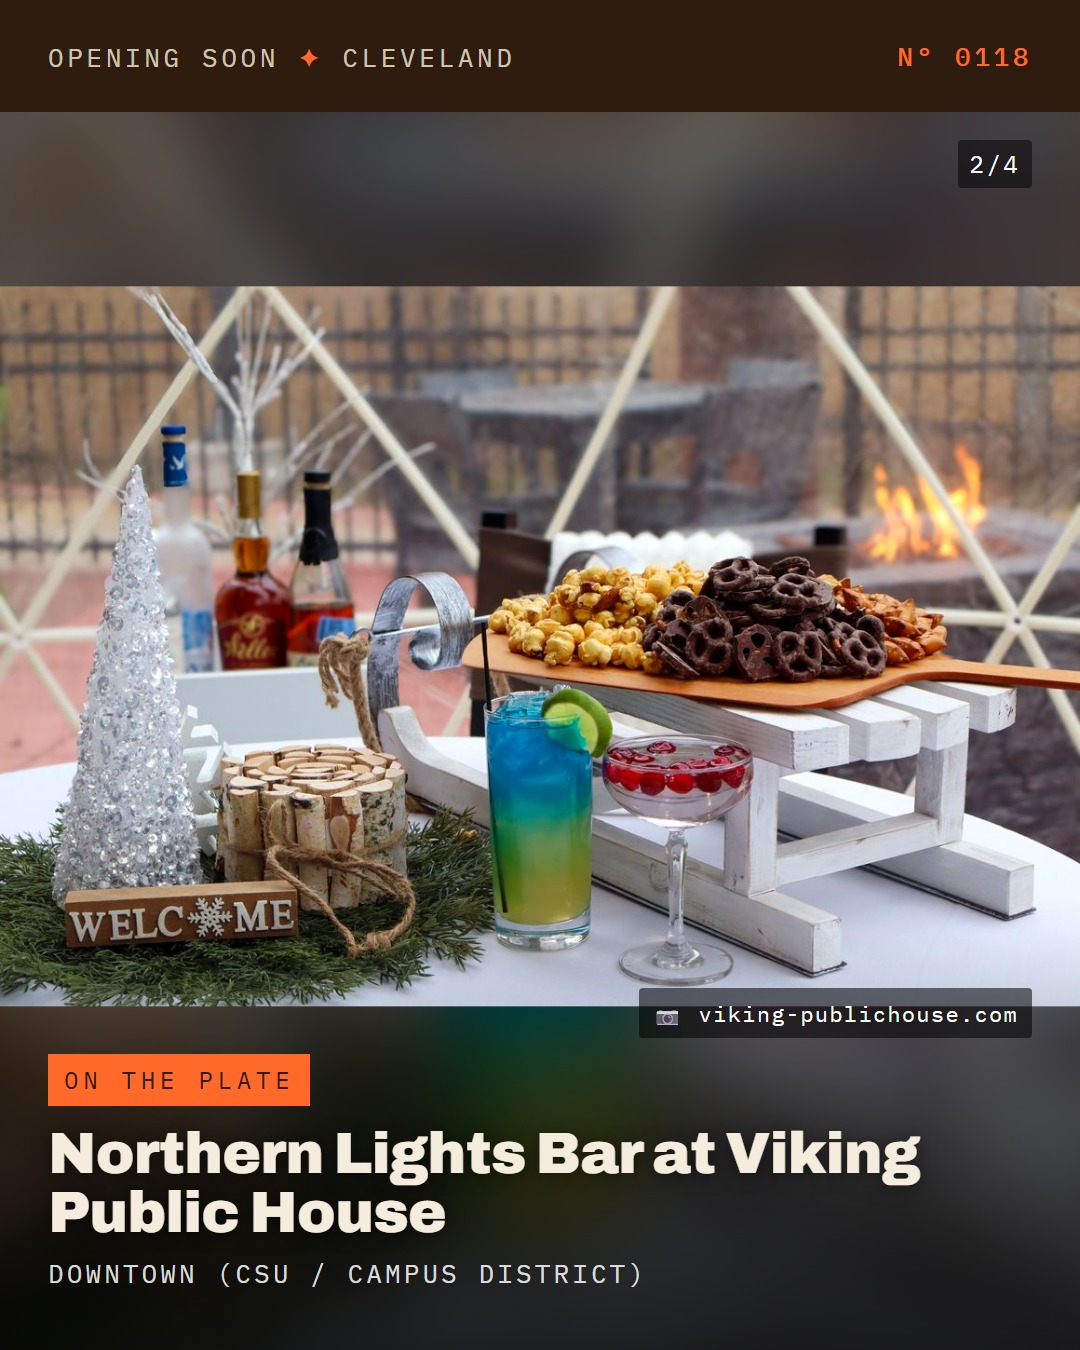 OPENING SOON ✦ CLEVELAND
N° 0118
2/4
Weller
WELC❄ME
viking-publichouse.com
ON THE PLATE
Northern Lights Bar at Viking
Public House
DOWNTOWN (CSU / CAMPUS DISTRICT)